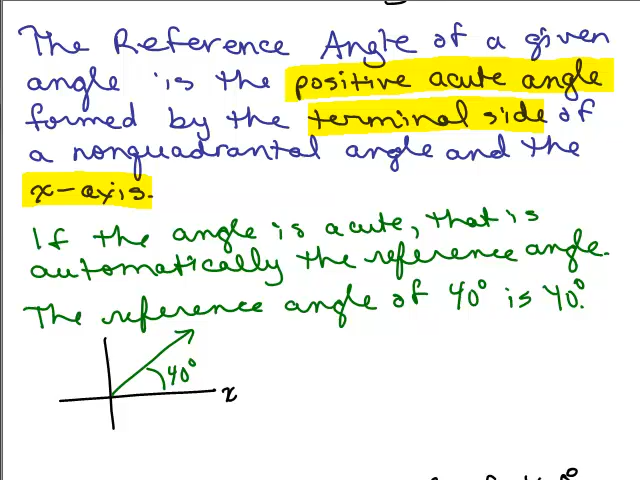 The Reference Angle of a given
angle is the positive acute angle
formed by the terminal side of
a nonquadrantal angle and the
x-axis.
If the angle is acute, that is
automatically the reference angle.
The reference angle of 40° is 40°.
40°
x